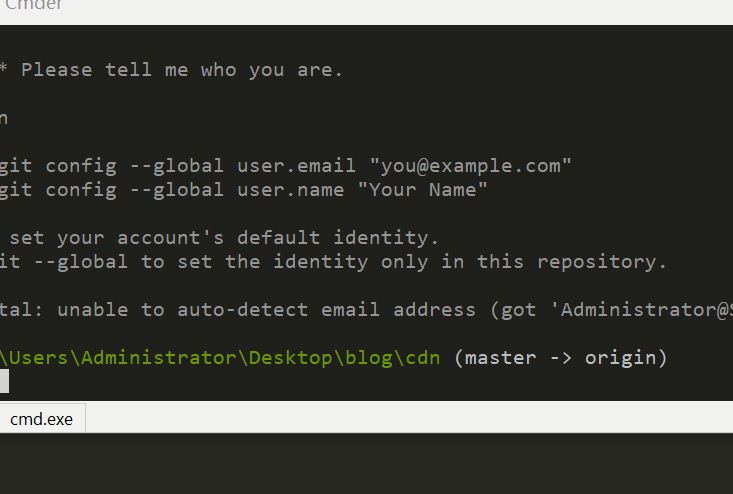 Cmder
* Please tell me who you are.
n
git config --global user.email "you@example.com"
git config --global user.name "Your Name"
set your account's default identity.
it --global to set the identity only in this repository.
tal: unable to auto-detect email address (got 'Administrator@S
\Users\Administrator\Desktop\blog\cdn (master -> origin)
cmd.exe